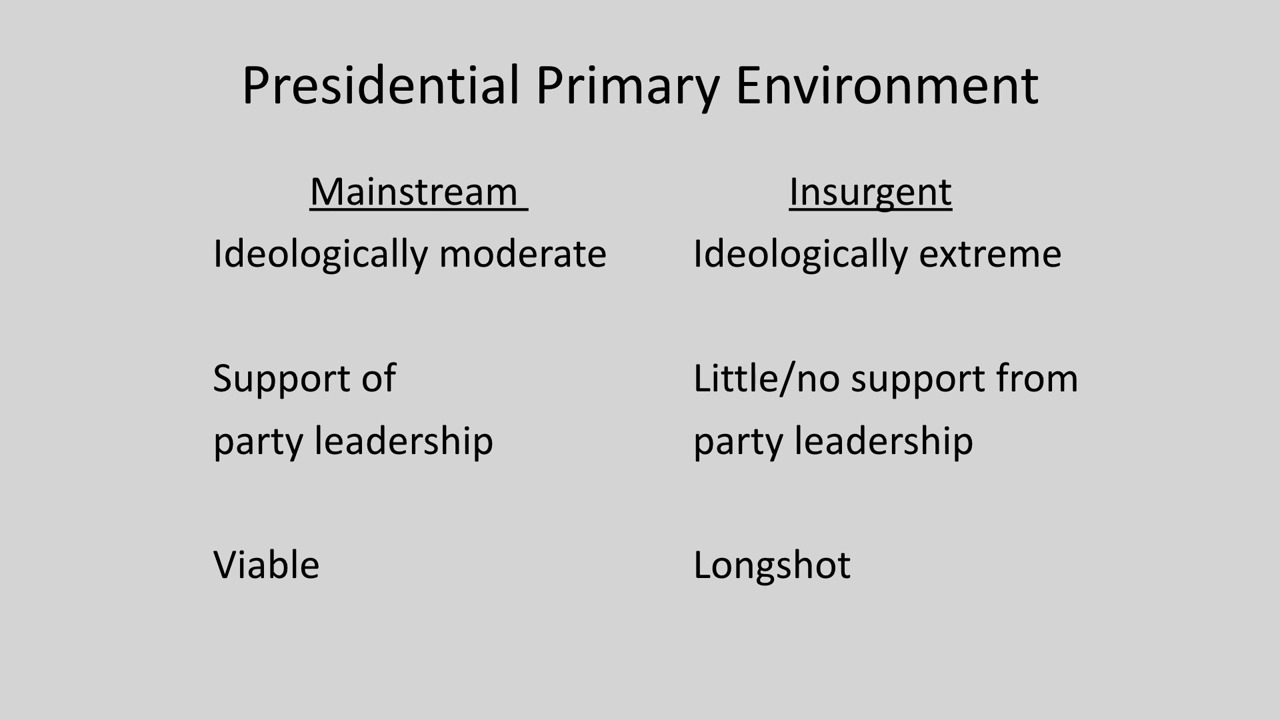 Presidential Primary Environment
Mainstream
Ideologically moderate
Support of
party leadership
Viable
Insurgent
Ideologically extreme
Little/no support from
party leadership
Longshot